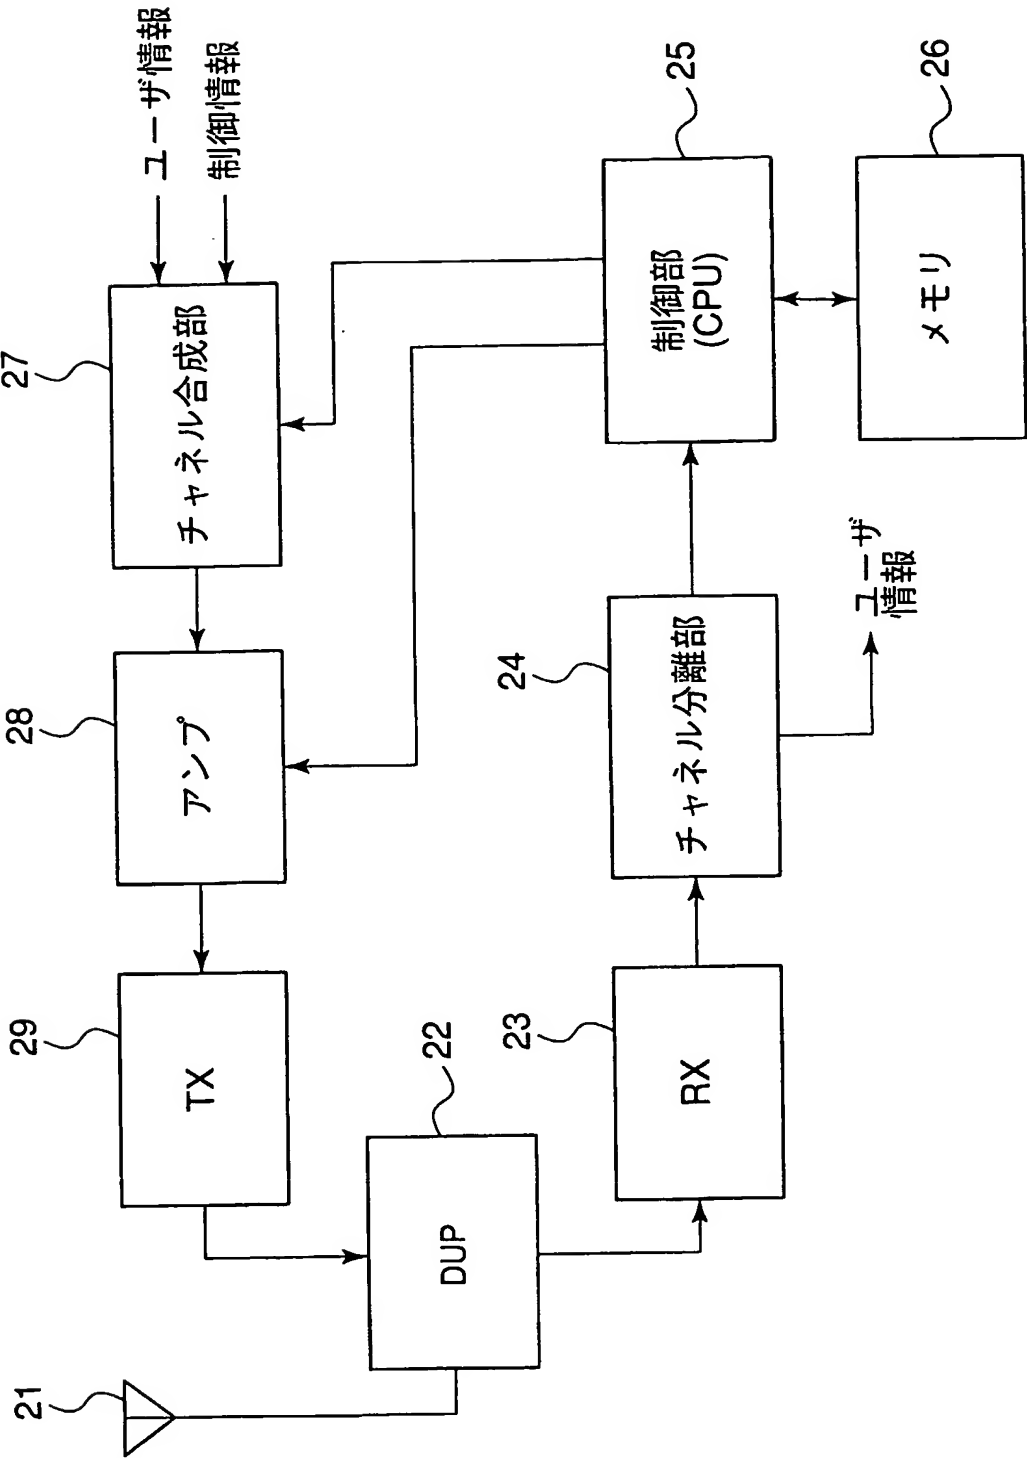 21
22
DUP
29
TX
28
アンプ
27
チャネル合成部
ユーザ情報
制御情報
23
RX
24
チャネル分離部
ユーザ
情報
25
制御部
(CPU)
26
メモリ